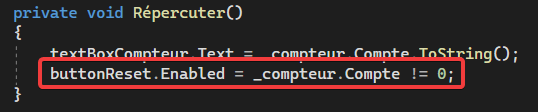 private void Répercuter()
{
textBoxCompteur.Text = _compteur.Compte.ToString();
buttonReset.Enabled = _compteur.Compte != 0;
}